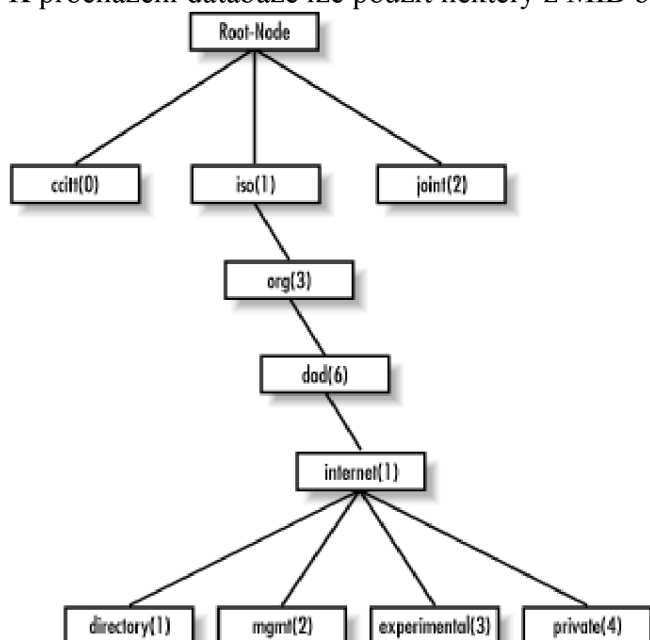 K procházení databáze lze použít některý z MIB
Root-Node
ccitt(0) iso(1) joint(2)
org(3)
dod(6)
internet(1)
directory(1) mgmt(2) experimental(3) private(4)